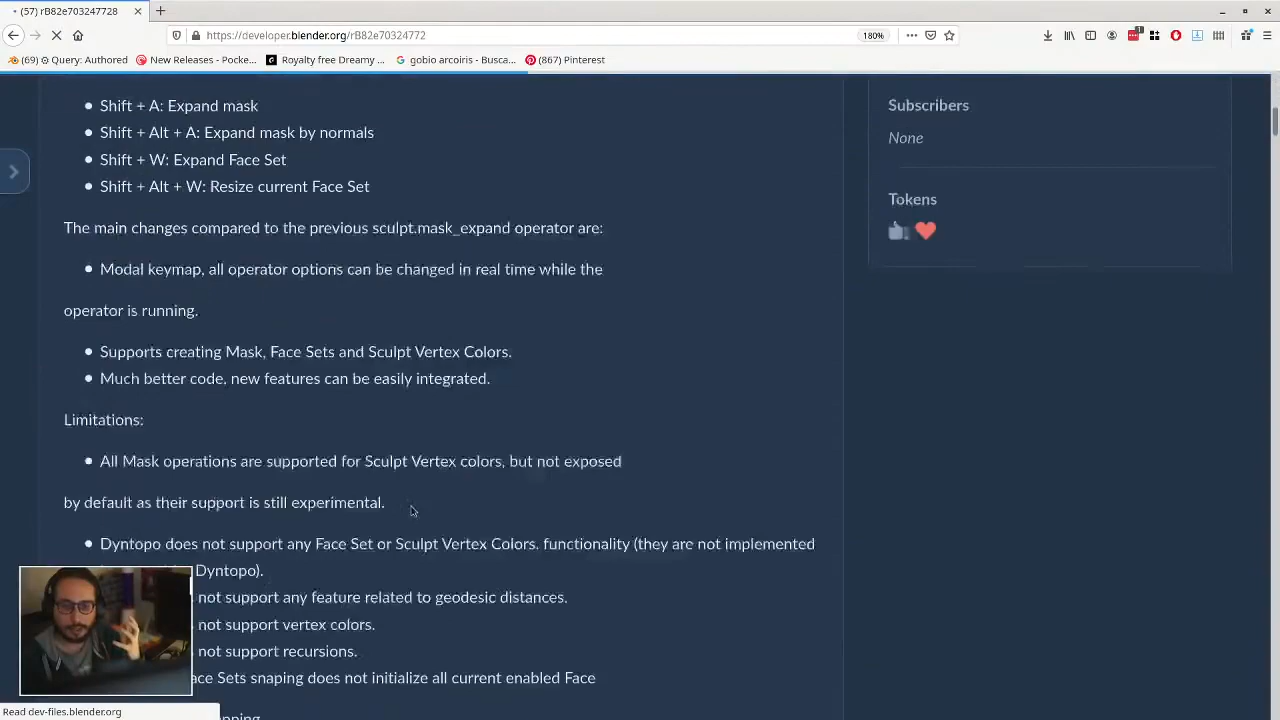 (57) rB82e703247728
https://developer.blender.org/rB82e70324772
180%
(69) ⚙ Query: Authored
New Releases - Pocke...
Royalty free Dreamy ...
gobio arcoiris - Busca...
(867) Pinterest
Shift + A: Expand mask
Shift + Alt + A: Expand mask by normals
Shift + W: Expand Face Set
Shift + Alt + W: Resize current Face Set
The main changes compared to the previous sculpt.mask_expand operator are:
Modal keymap, all operator options can be changed in real time while the
operator is running.
Supports creating Mask, Face Sets and Sculpt Vertex Colors.
Much better code, new features can be easily integrated.
Limitations:
All Mask operations are supported for Sculpt Vertex colors, but not exposed
by default as their support is still experimental.
Dyntopo does not support any Face Set or Sculpt Vertex Colors. functionality (they are not implemented
Dyntopo).
not support any feature related to geodesic distances.
not support vertex colors.
not support recursions.
ace Sets snaping does not initialize all current enabled Face
Subscribers
None
Tokens
Read dev-files.blender.org